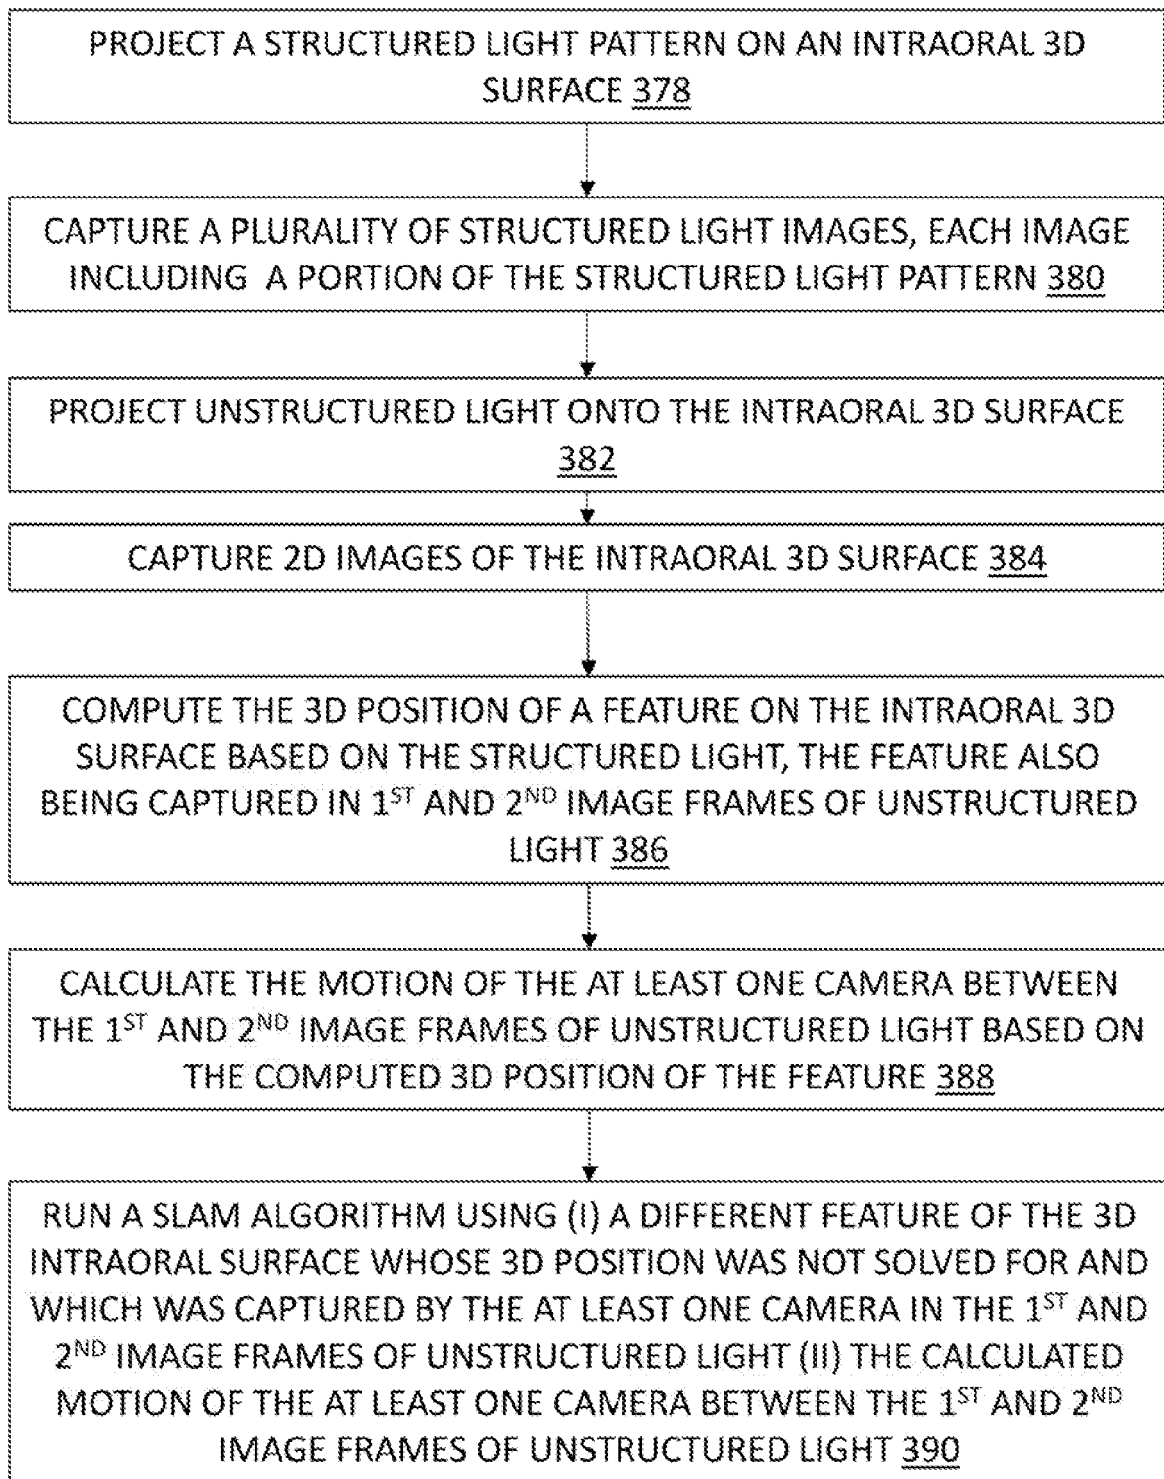 PROJECT A STRUCTURED LIGHT PATTERN ON AN INTRAORAL 3D
SURFACE 378
CAPTURE A PLURALITY OF STRUCTURED LIGHT IMAGES, EACH IMAGE
INCLUDING A PORTION OF THE STRUCTURED LIGHT PATTERN 380
PROJECT UNSTRUCTURED LIGHT ONTO THE INTRAORAL 3D SURFACE
382
CAPTURE 2D IMAGES OF THE INTRAORAL 3D SURFACE 384
COMPUTE THE 3D POSITION OF A FEATURE ON THE INTRAORAL 3D
SURFACE BASED ON THE STRUCTURED LIGHT, THE FEATURE ALSO
BEING CAPTURED IN 1ST AND 2ND IMAGE FRAMES OF UNSTRUCTURED
LIGHT 386
CALCULATE THE MOTION OF THE AT LEAST ONE CAMERA BETWEEN
THE 1ST AND 2ND IMAGE FRAMES OF UNSTRUCTURED LIGHT BASED ON
THE COMPUTED 3D POSITION OF THE FEATURE 388
RUN A SLAM ALGORITHM USING (I) A DIFFERENT FEATURE OF THE 3D
INTRAORAL SURFACE WHOSE 3D POSITION WAS NOT SOLVED FOR AND
WHICH WAS CAPTURED BY THE AT LEAST ONE CAMERA IN THE 1ST AND
2ND IMAGE FRAMES OF UNSTRUCTURED LIGHT (II) THE CALCULATED
MOTION OF THE AT LEAST ONE CAMERA BETWEEN THE 1ST AND 2ND
IMAGE FRAMES OF UNSTRUCTURED LIGHT 390